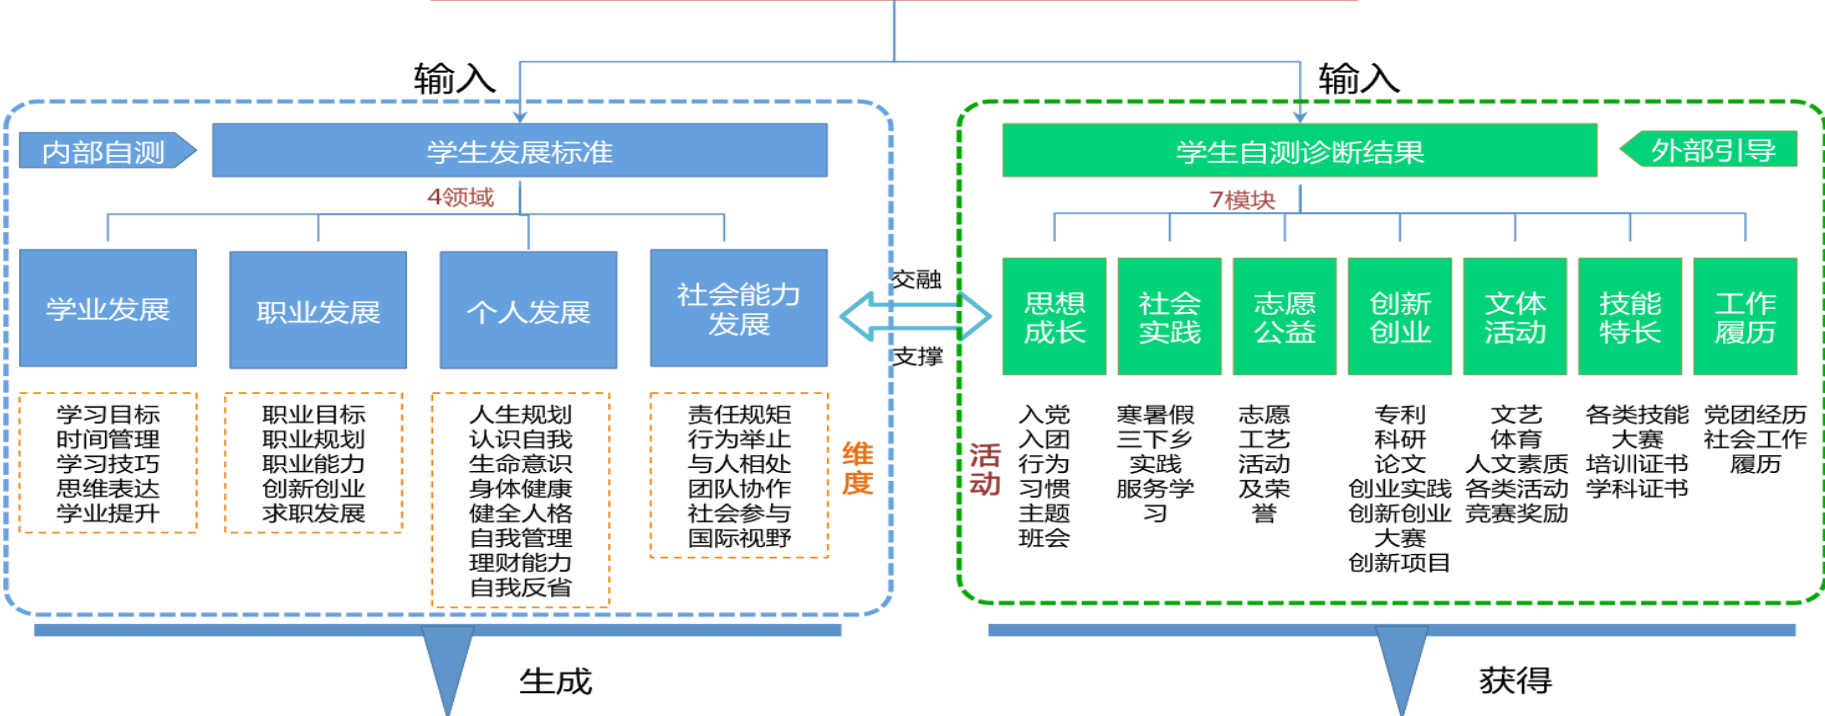 输入
输入
内部自测
学生发展标准
4领域
学业发展
职业发展
个人发展
社会能力
发展
学习目标
时间管理
学习技巧
思维表达
学业提升
职业目标
职业规划
职业能力
创新创业
求职发展
人生规划
认识自我
生命意识
身体健康
健全人格
自我管理
理财能力
自我反省
责任规矩
行为举止
与人相处
团队协作
社会参与
国际视野
维
度
交融
支撑
学生自测诊断结果
外部引导
7模块
思想
成长
社会
实践
志愿
公益
创新
创业
文体
活动
技能
特长
工作
履历
活
动
入党
入团
行为
习惯
主题
班会
寒暑假
三下乡
实践
服务学
习
志愿
工艺
活动
及荣
誉
专利
科研
论文
创业实践
创新创业
大赛
创新项目
文艺
体育
人文素质
各类活动
竞赛奖励
各类技能
大赛
培训证书
学科证书
党团经历
社会工作
履历
生成
获得